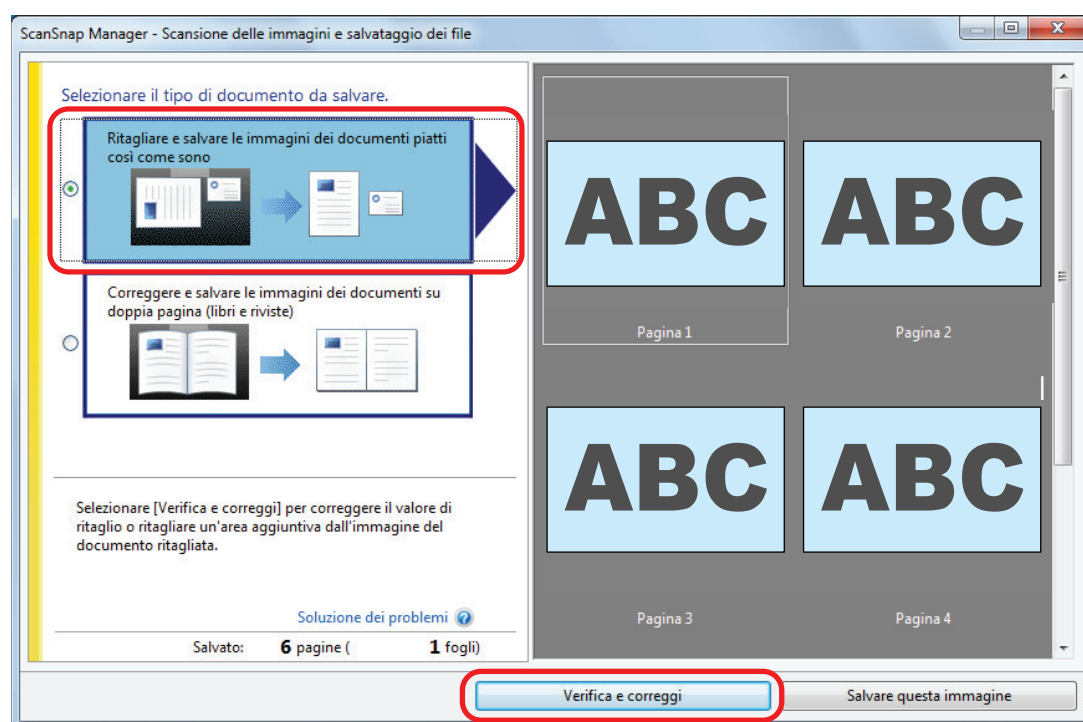 ScanSnap Manager - Scansione delle immagini e salvataggio dei file
Selezionare il tipo di documento da salvare.
Ritagliare e salvare le immagini dei documenti piatti
così come sono
Correggere e salvare le immagini dei documenti su
doppia pagina (libri e riviste)
Selezionare [Verifica e correggi] per correggere il valore di
ritaglio o ritagliare un'area aggiuntiva dall'immagine del
documento ritagliata.
Soluzione dei problemi
Salvato: 6 pagine ( 1 fogli)
ABC
Pagina 1
ABC
Pagina 2
ABC
Pagina 3
ABC
Pagina 4
Verifica e correggi
Salvare questa immagine